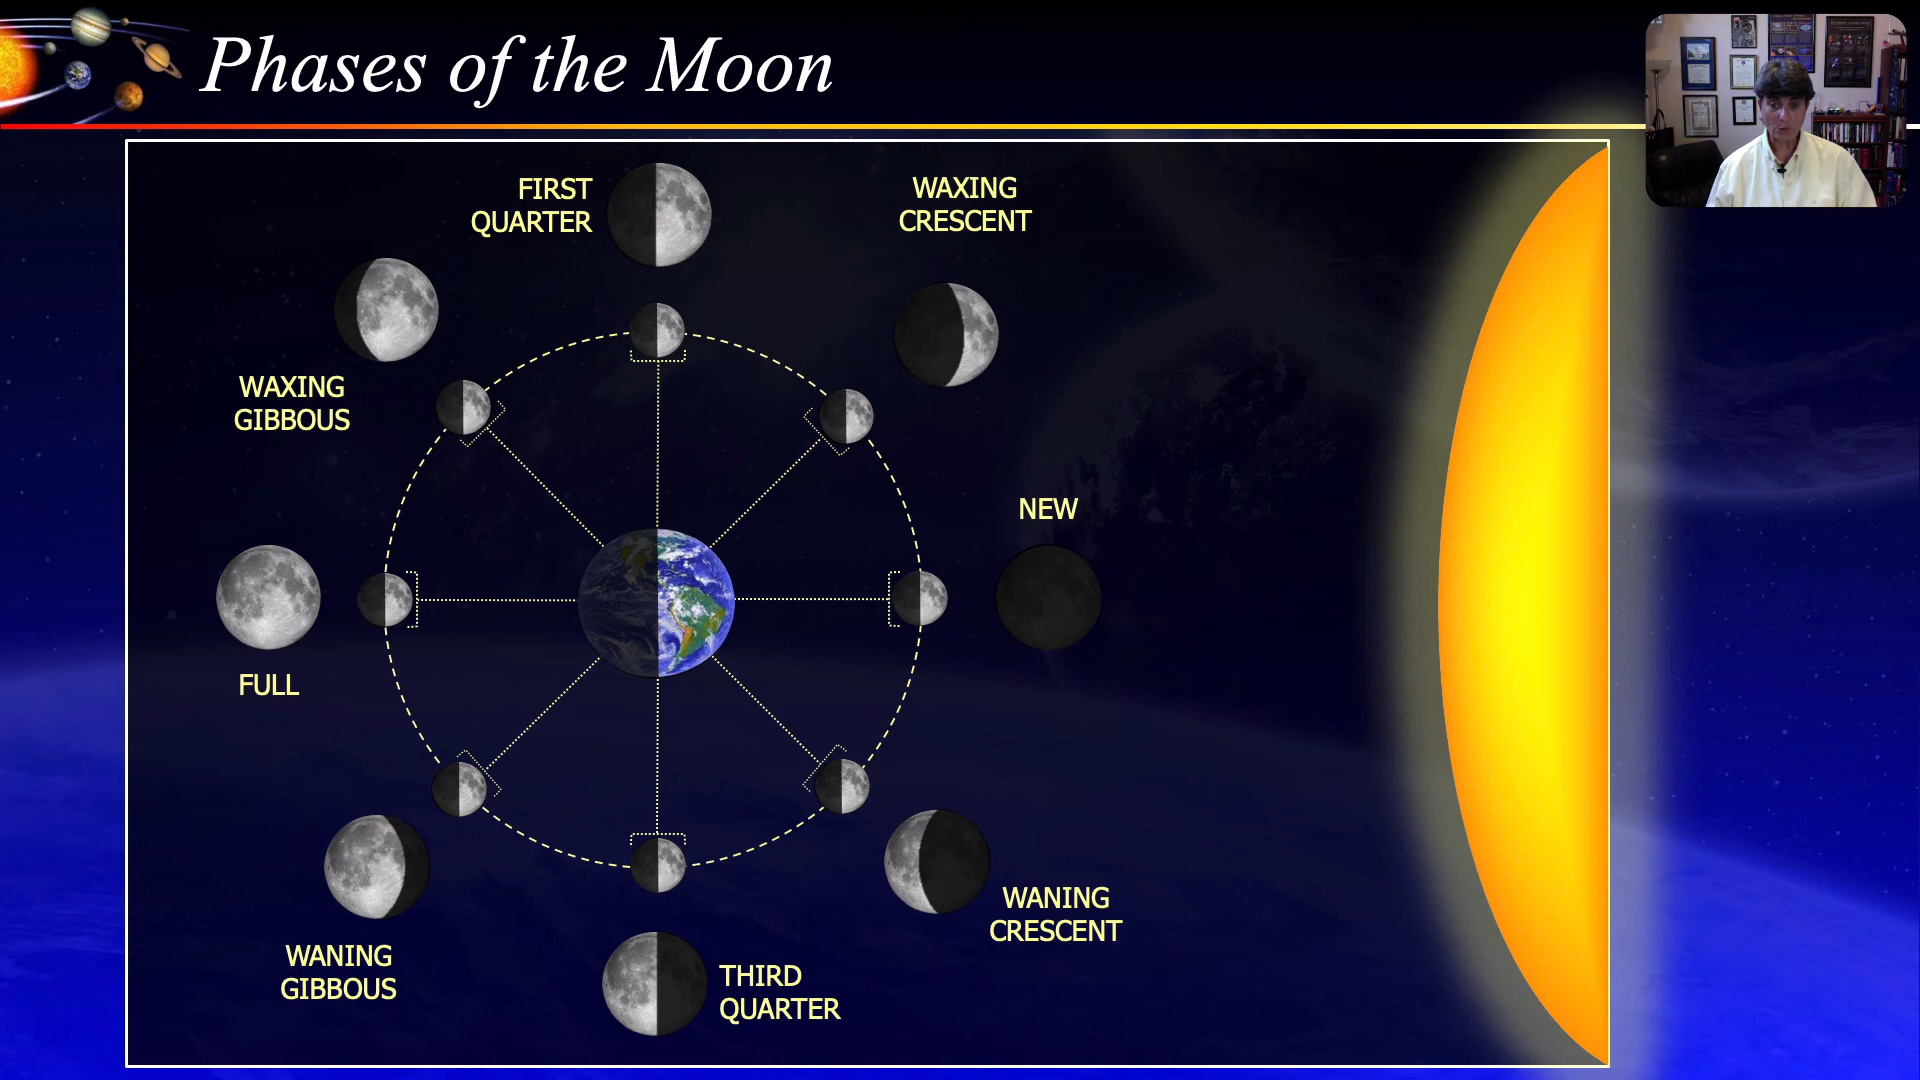 Phases of the Moon
FIRST
QUARTER
WAXING
CRESCENT
WAXING
GIBBOUS
NEW
FULL
WANING
CRESCENT
WANING
GIBBOUS
THIRD
QUARTER